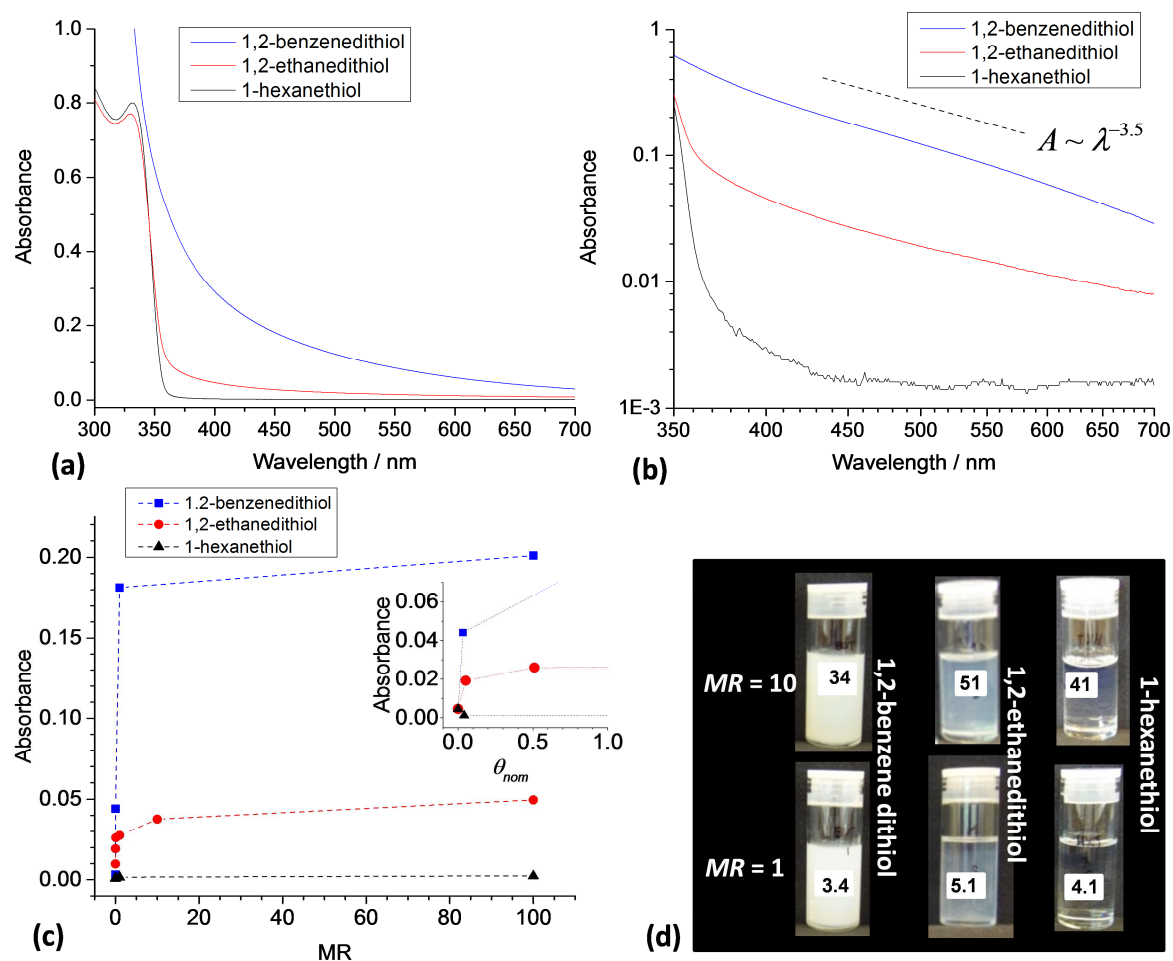 1.0
0.8
0.6
0.4
0.2
0.0
Absorbance
1,2-benzenedithiol
1,2-ethanedithiol
1-hexanethiol
300 350 400 450 500 550 600 650 700
Wavelength / nm
(a)
1
0.1
0.01
1E-3
Absorbance
1,2-benzenedithiol
1,2-ethanedithiol
1-hexanethiol
A ~ λ^-3.5
350 400 450 500 550 600 650 700
Wavelength / nm
(b)
1.2-benzenedithiol
1,2-ethanedithiol
1-hexanethiol
0.20
0.15
0.10
0.05
0.00
Absorbance
0 20 40 60 80 100
MR
0.06
0.04
0.02
0.00
Absorbance
0.0 0.5 1.0
θnom
(c)
MR = 10
34
51
41
MR = 1
3.4
5.1
4.1
1,2-benzene dithiol
1,2-ethanedithiol
1-hexanethiol
(d)